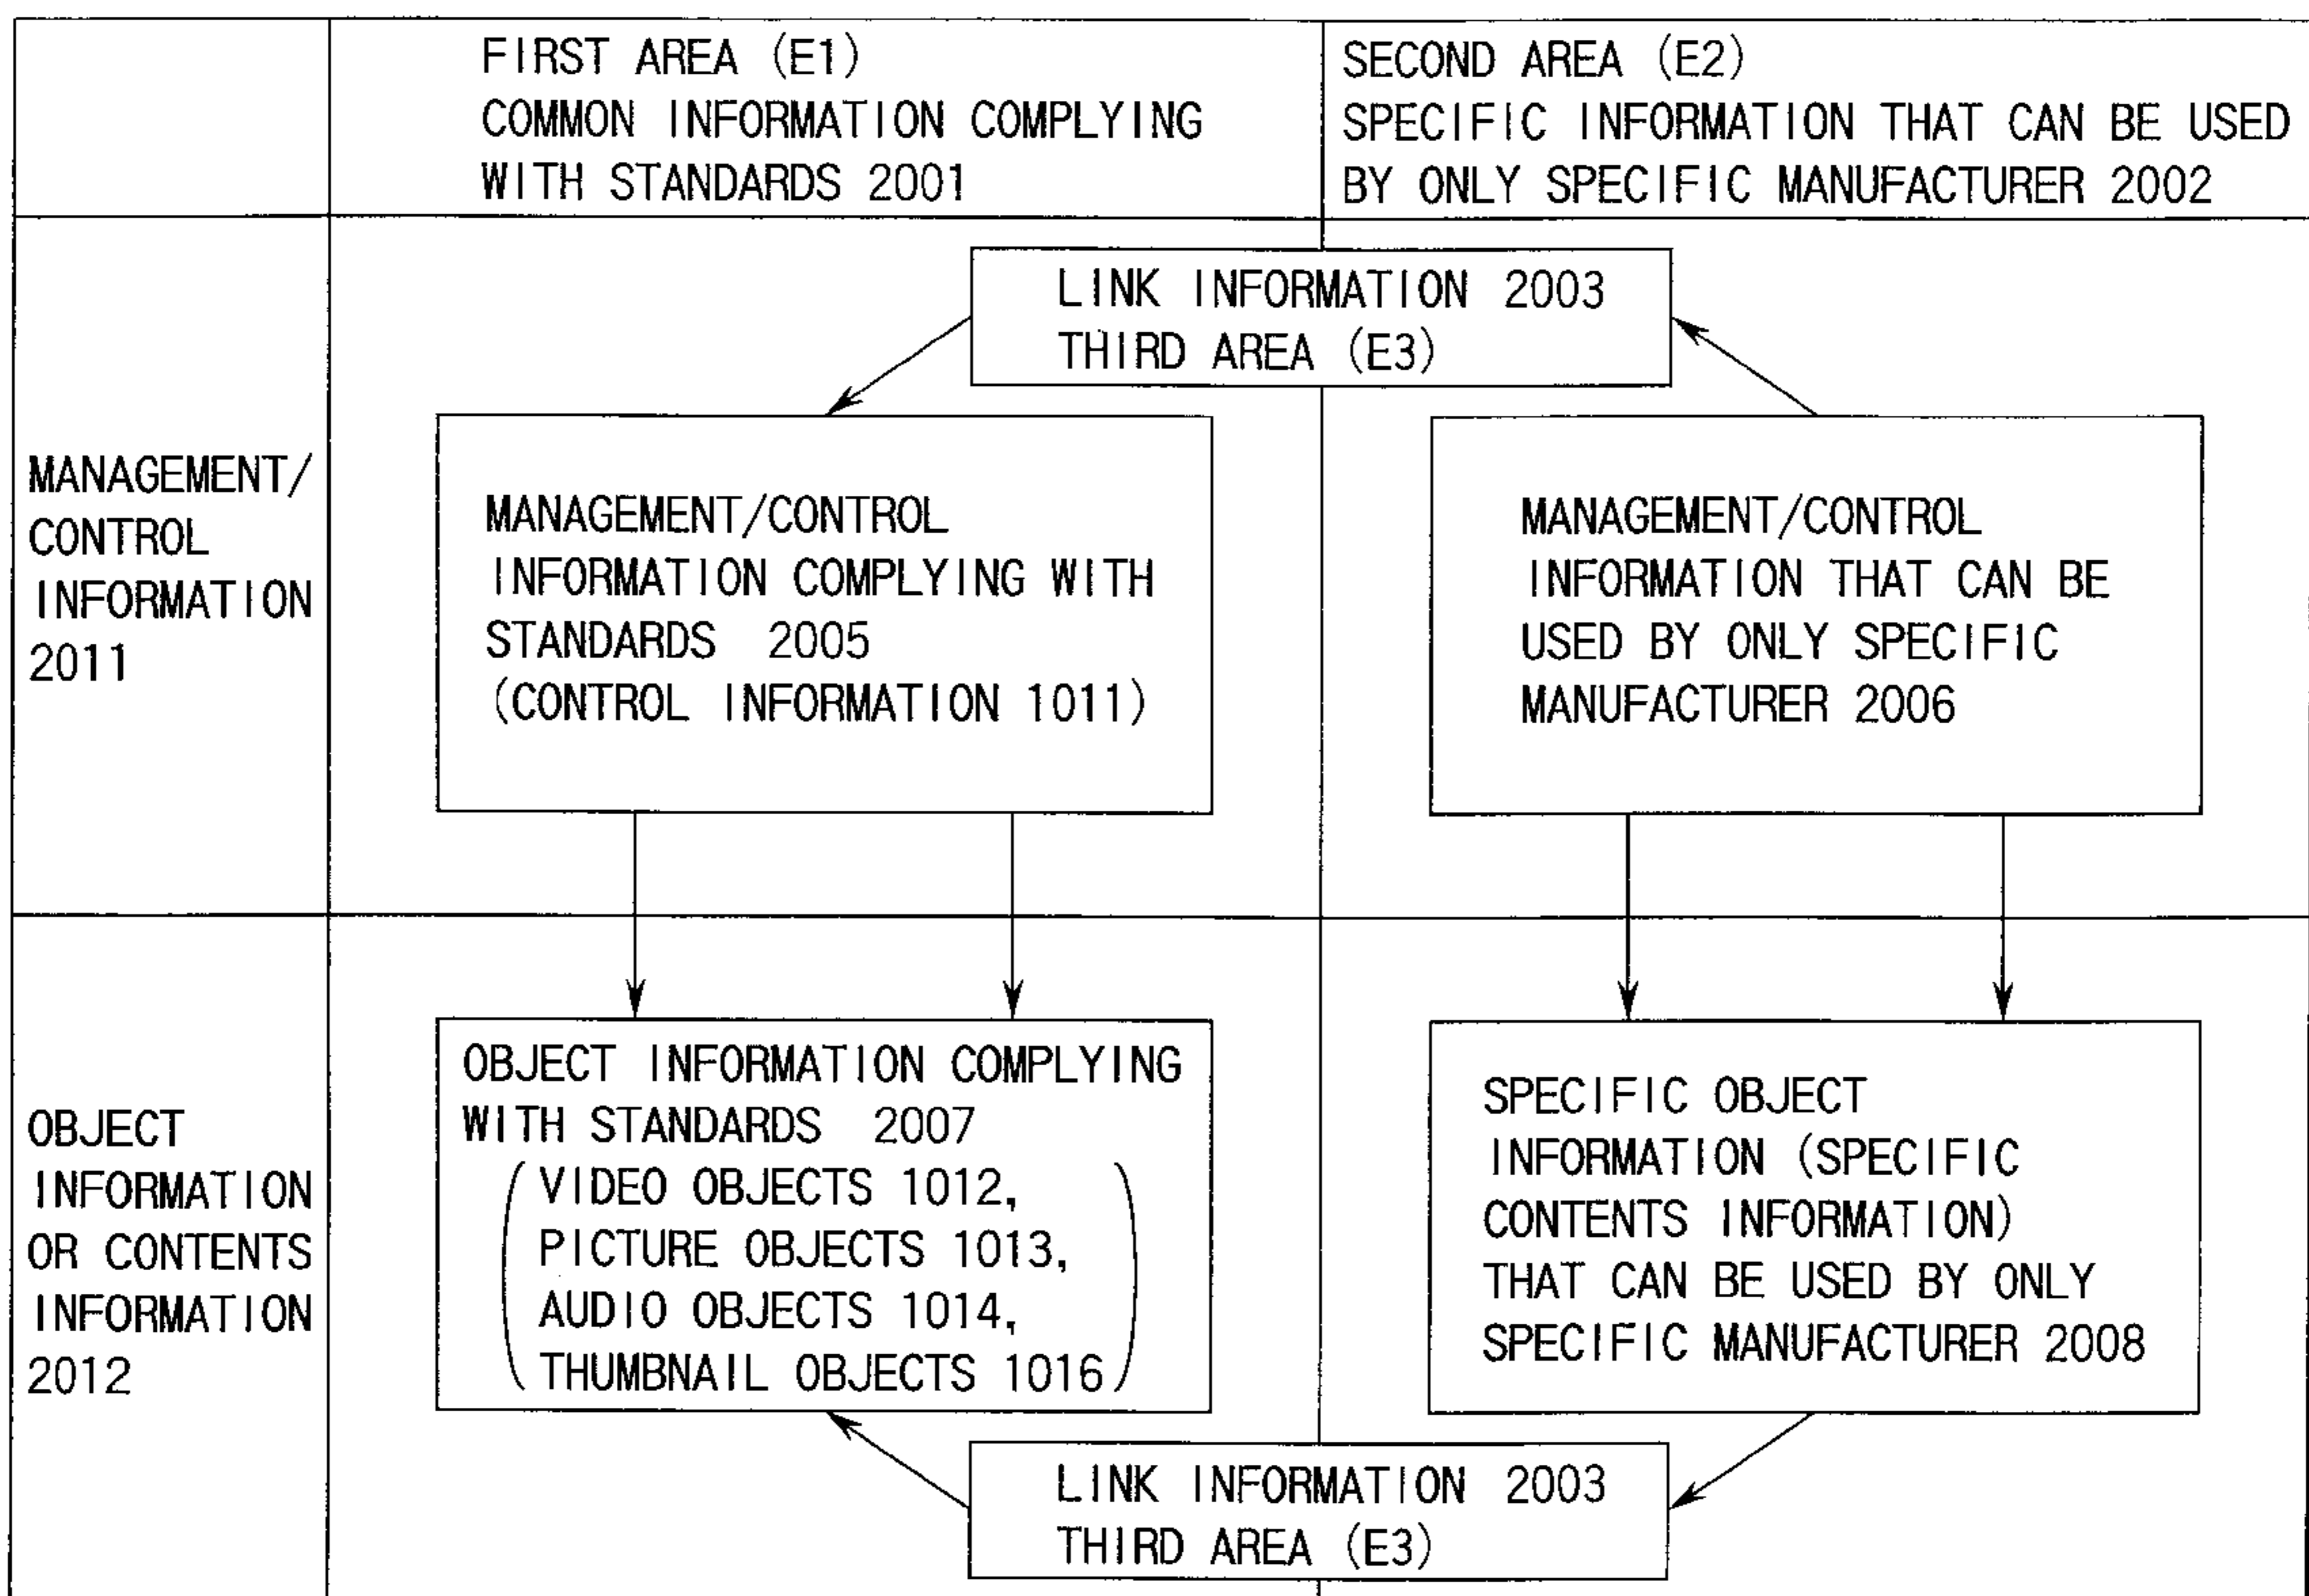 FIRST AREA (E1)
COMMON INFORMATION COMPLYING
WITH STANDARDS 2001
SECOND AREA (E2)
SPECIFIC INFORMATION THAT CAN BE USED
BY ONLY SPECIFIC MANUFACTURER 2002
LINK INFORMATION 2003
THIRD AREA (E3)
MANAGEMENT/
CONTROL
INFORMATION
2011
MANAGEMENT/CONTROL
INFORMATION COMPLYING WITH
STANDARDS 2005
(CONTROL INFORMATION 1011)
MANAGEMENT/CONTROL
INFORMATION THAT CAN BE
USED BY ONLY SPECIFIC
MANUFACTURER 2006
OBJECT
INFORMATION
OR CONTENTS
INFORMATION
2012
OBJECT INFORMATION COMPLYING
WITH STANDARDS 2007
(VIDEO OBJECTS 1012,
PICTURE OBJECTS 1013,
AUDIO OBJECTS 1014,
THUMBNAIL OBJECTS 1016)
SPECIFIC OBJECT
INFORMATION (SPECIFIC
CONTENTS INFORMATION)
THAT CAN BE USED BY ONLY
SPECIFIC MANUFACTURER 2008
LINK INFORMATION 2003
THIRD AREA (E3)